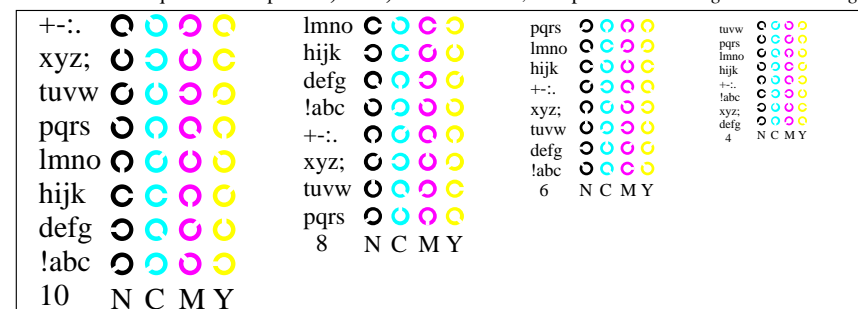 +-:.
xyz;
tuvw
pqrs
lmno
hijk
defg
!abc
10 N C M Y
lmno
hijk
defg
!abc
+-:.
xyz;
tuvw
pqrs
8 N C M Y
pqrs
lmno
hijk
+-:.
xyz;
tuvw
defg
!abc
6 N C M Y
tuvw
pqrs
lmno
hijk
+-:.
!abc
xyz;
defg
4 N C M Y